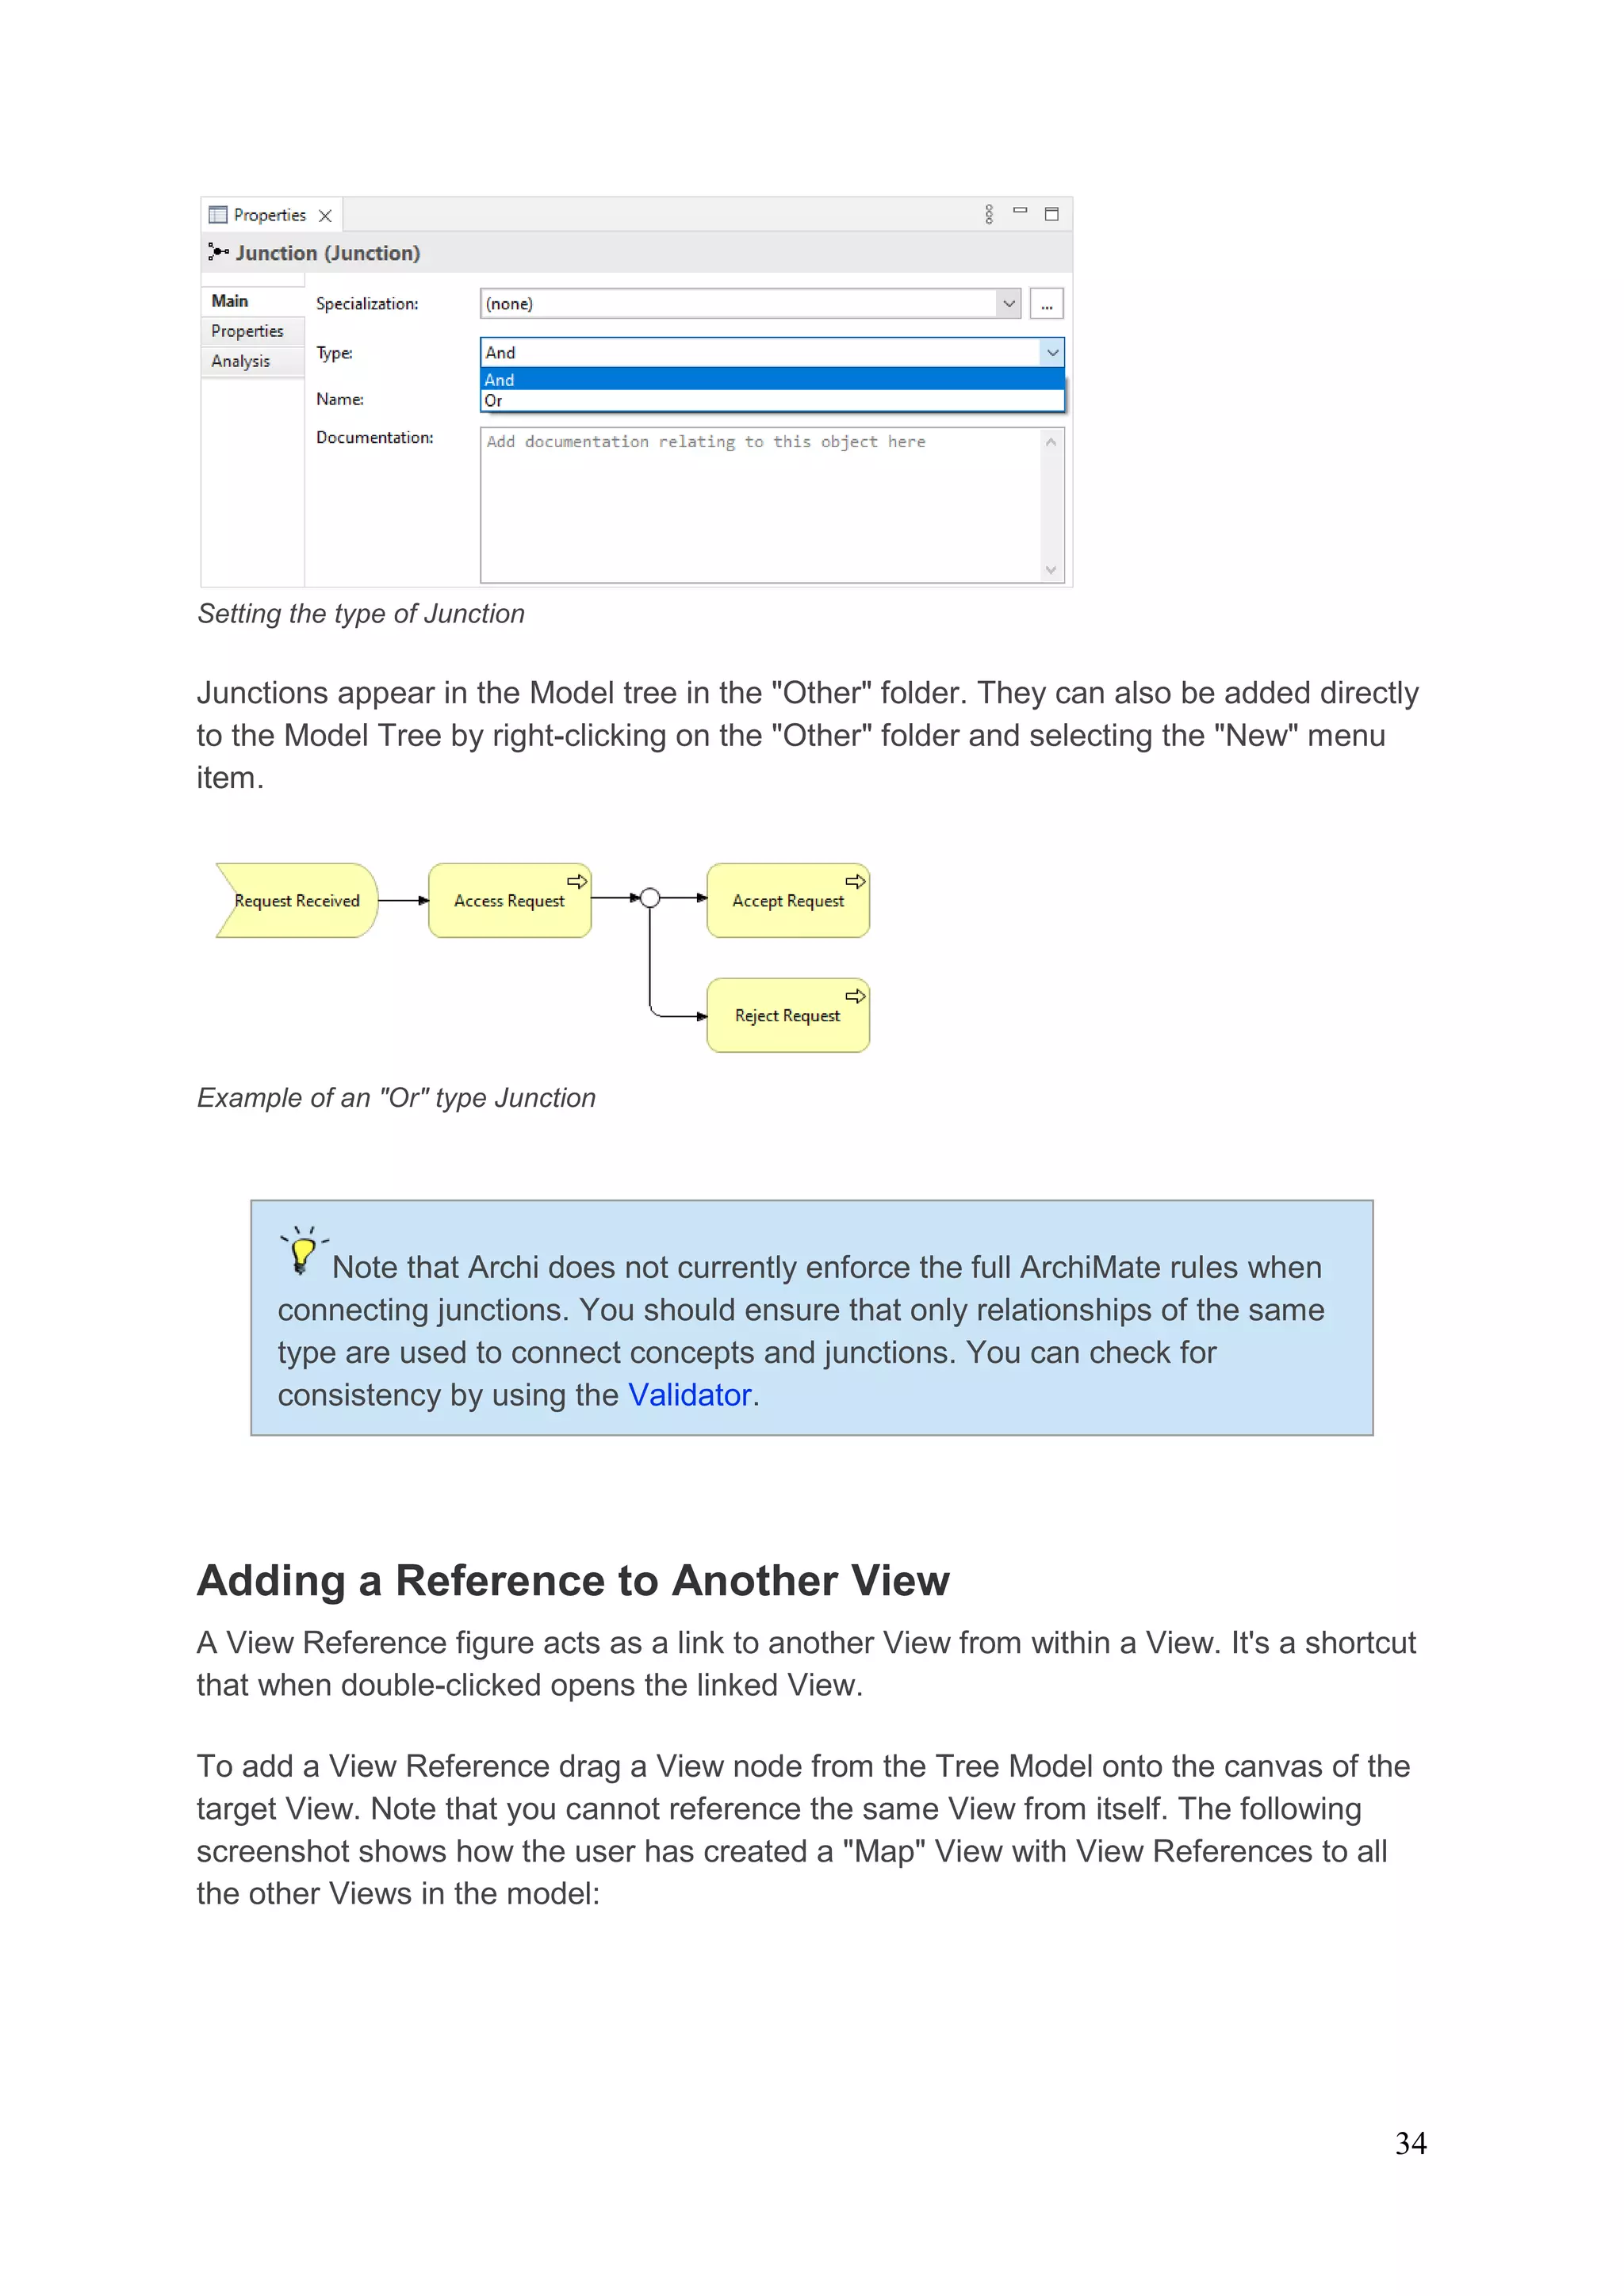 Properties
Junction (Junction)
Main
Specialization:
(none)
...
Properties
Type:
And
Analysis
And
Name:
Or
Documentation:
Add documentation relating to this object here
Setting the type of Junction
Junctions appear in the Model tree in the "Other" folder. They can also be added directly
to the Model Tree by right-clicking on the "Other" folder and selecting the "New" menu
item.
Request Received
Access Request
Accept Request
Reject Request
Example of an "Or" type Junction
Note that Archi does not currently enforce the full ArchiMate rules when
connecting junctions. You should ensure that only relationships of the same
type are used to connect concepts and junctions. You can check for
consistency by using the Validator.
Adding a Reference to Another View
A View Reference figure acts as a link to another View from within a View. It's a shortcut
that when double-clicked opens the linked View.
To add a View Reference drag a View node from the Tree Model onto the canvas of the
target View. Note that you cannot reference the same View from itself. The following
screenshot shows how the user has created a "Map" View with View References to all
the other Views in the model:
34